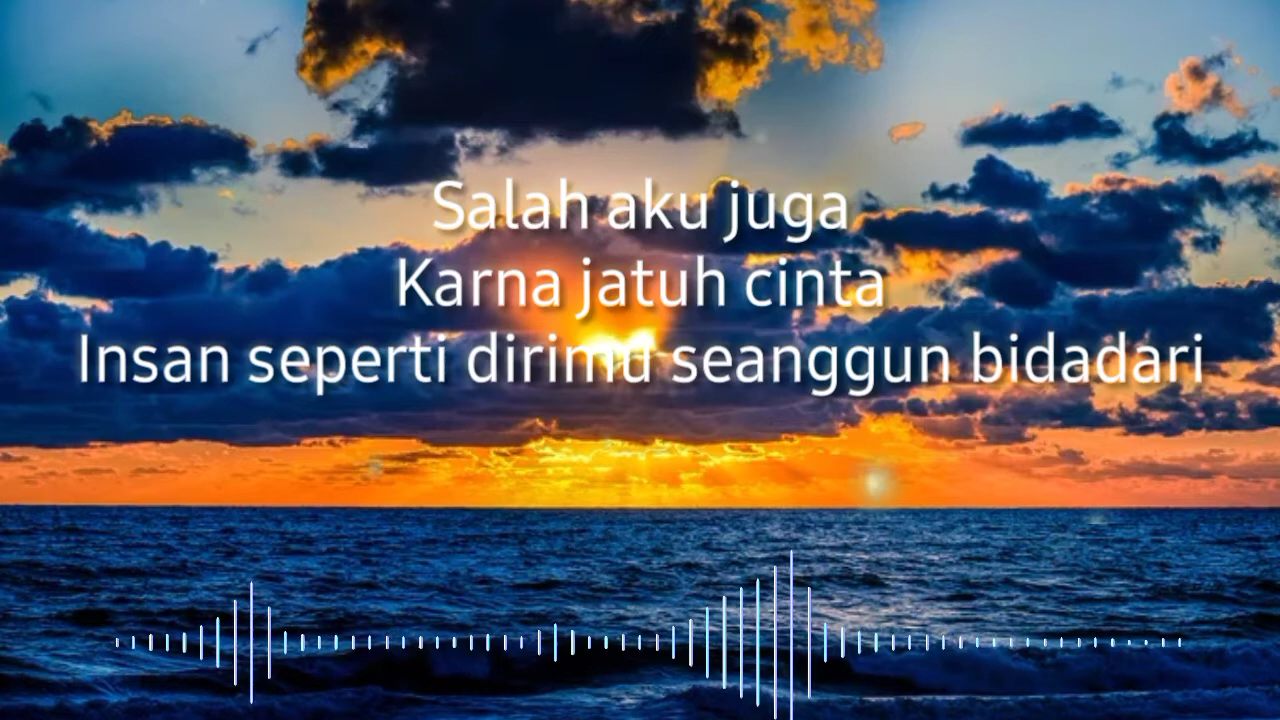 Salah aku juga
Karna jatuh cinta
Insan seperti dirimu seanggun bidadari